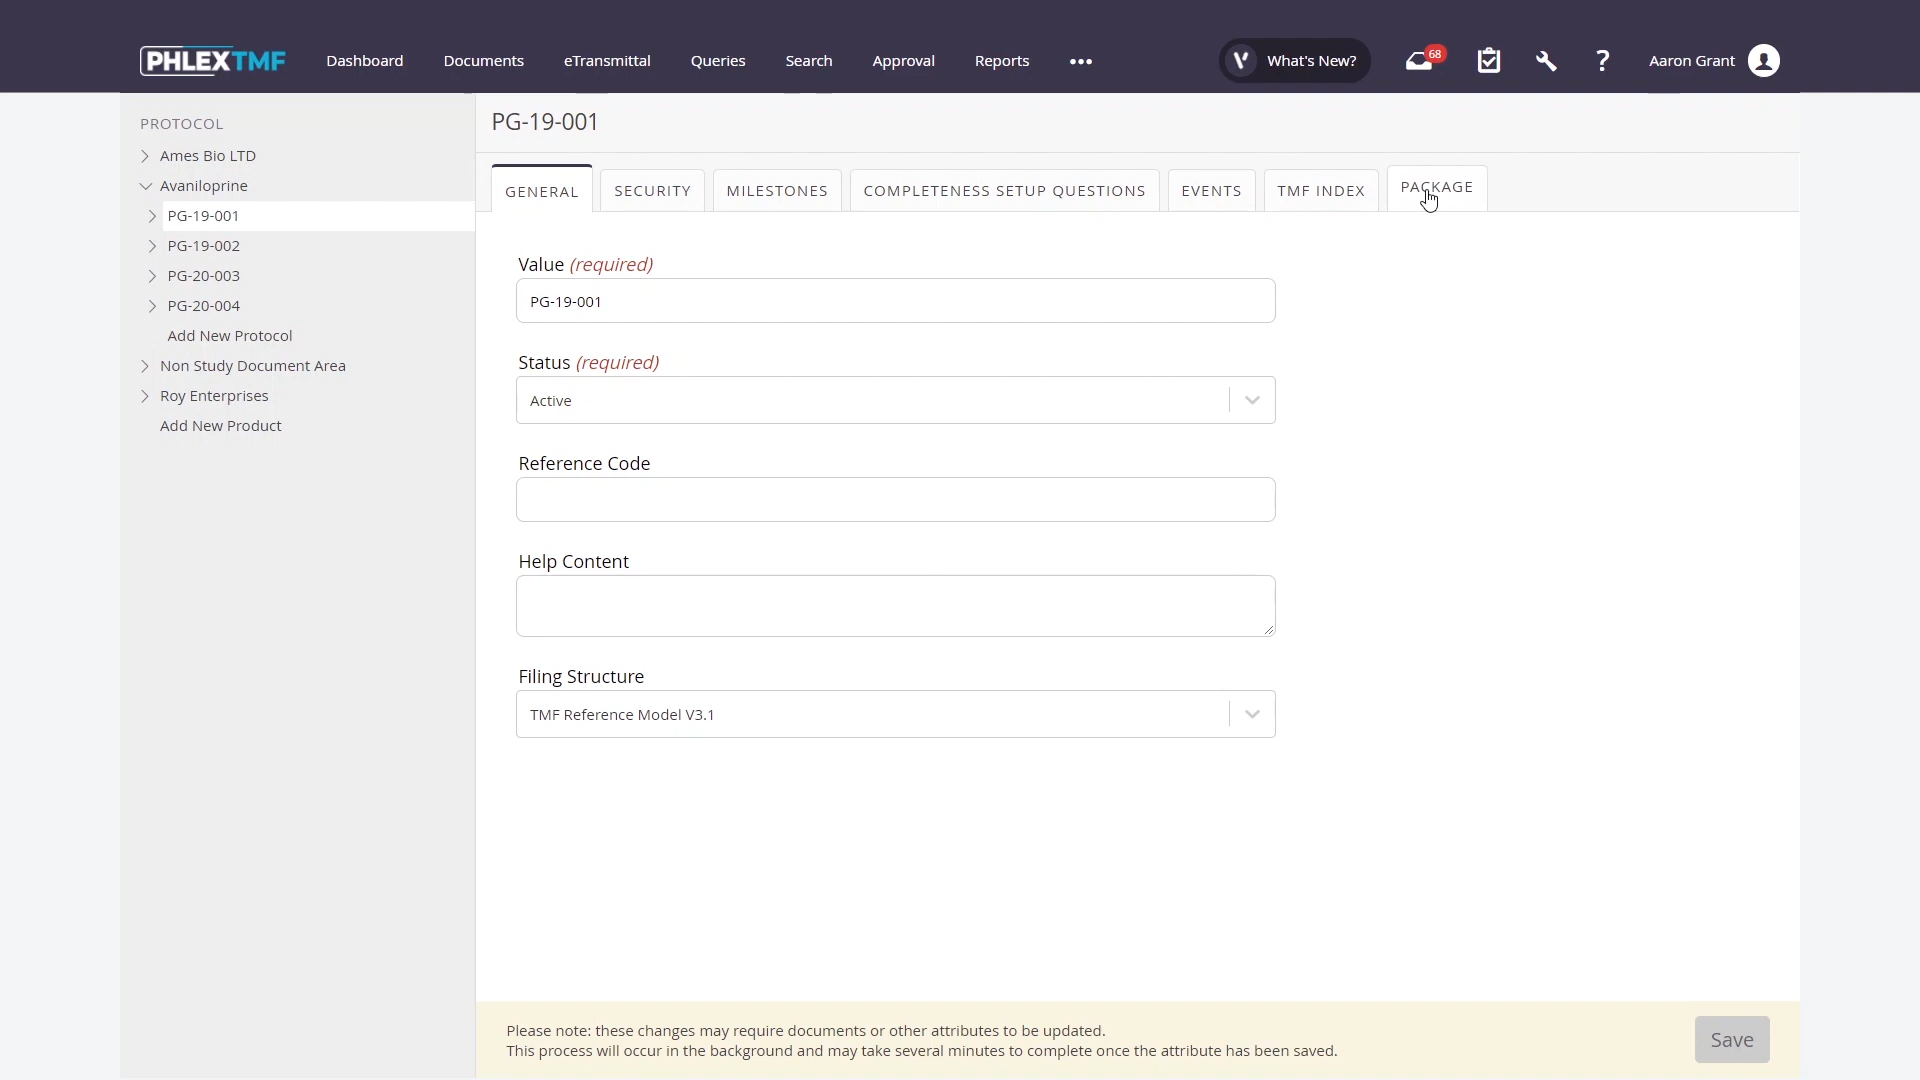 PHLEXTMF
Dashboard
Documents
eTransmittal
Queries
Search
Approval
Reports
What's New?
68
Aaron Grant
PROTOCOL
Ames Bio LTD
Avaniloprine
PG-19-001
PG-19-002
PG-20-003
PG-20-004
Add New Protocol
Non Study Document Area
Roy Enterprises
Add New Product
PG-19-001
GENERAL
SECURITY
MILESTONES
COMPLETENESS SETUP QUESTIONS
EVENTS
TMF INDEX
PACKAGE
Value (required)
PG-19-001
Status (required)
Active
Reference Code
Help Content
Filing Structure
TMF Reference Model V3.1
Please note: these changes may require documents or other attributes to be updated.
This process will occur in the background and may take several minutes to complete once the attribute has been saved.
Save